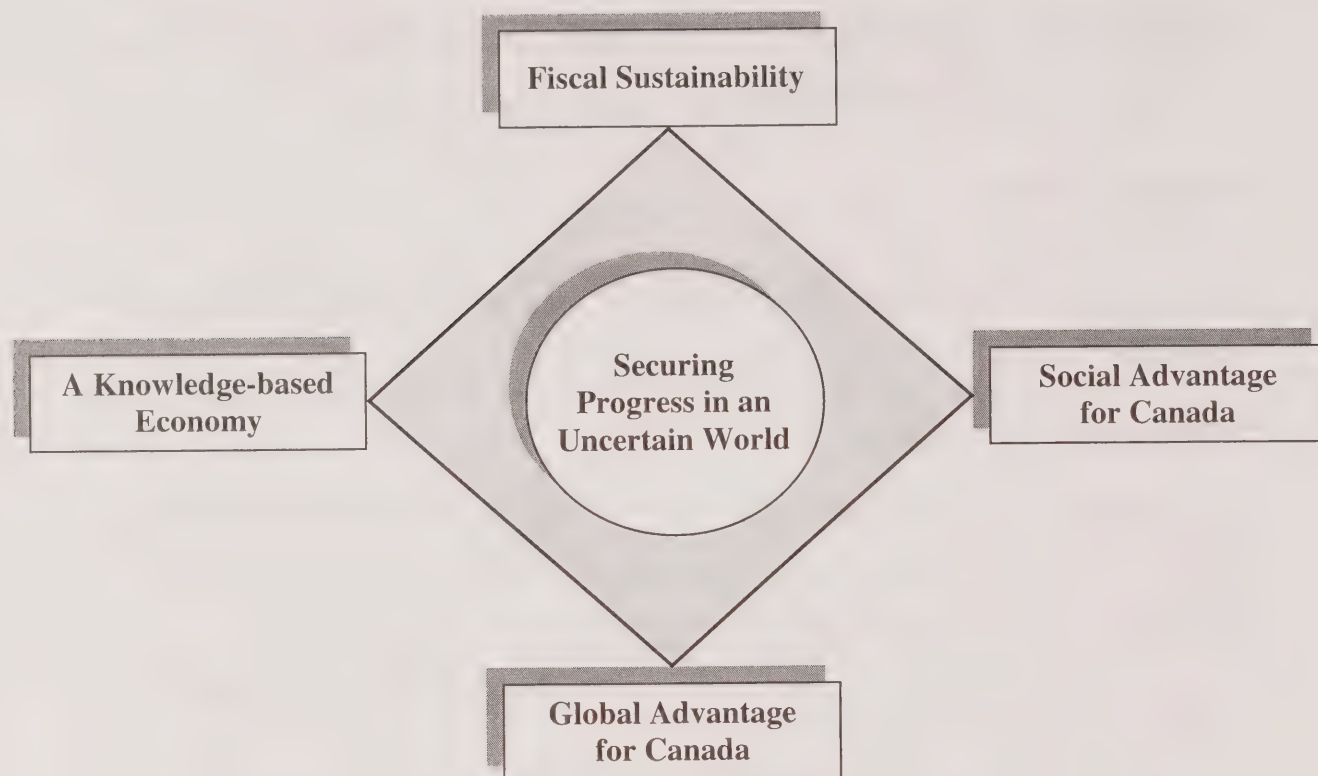 Fiscal Sustainability
A Knowledge-based
Economy
Securing
Progress in an
Uncertain World
Social Advantage
for Canada
Global Advantage
for Canada